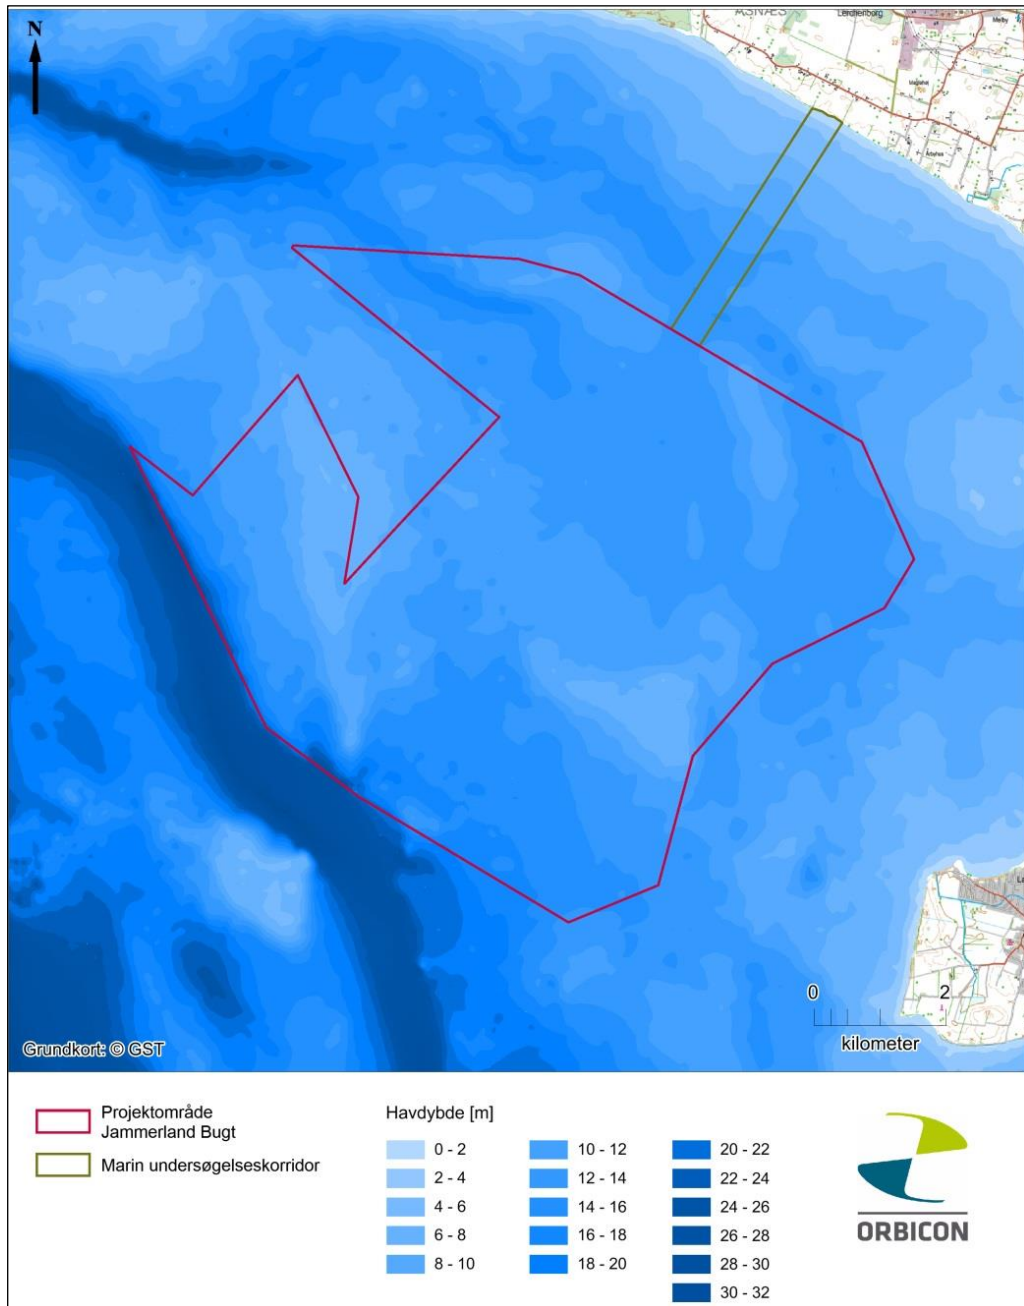 N
ASNÆS
Lerchenborg
Melby
0
2
kilometer
Grundkort: © GST
Projektområde
Jammerland Bugt
Marin undersøgelseskorridor
Havdybde [m]
0 - 2
2 - 4
4 - 6
6 - 8
8 - 10
10 - 12
12 - 14
14 - 16
16 - 18
18 - 20
20 - 22
22 - 24
24 - 26
26 - 28
28 - 30
30 - 32
ORBICON